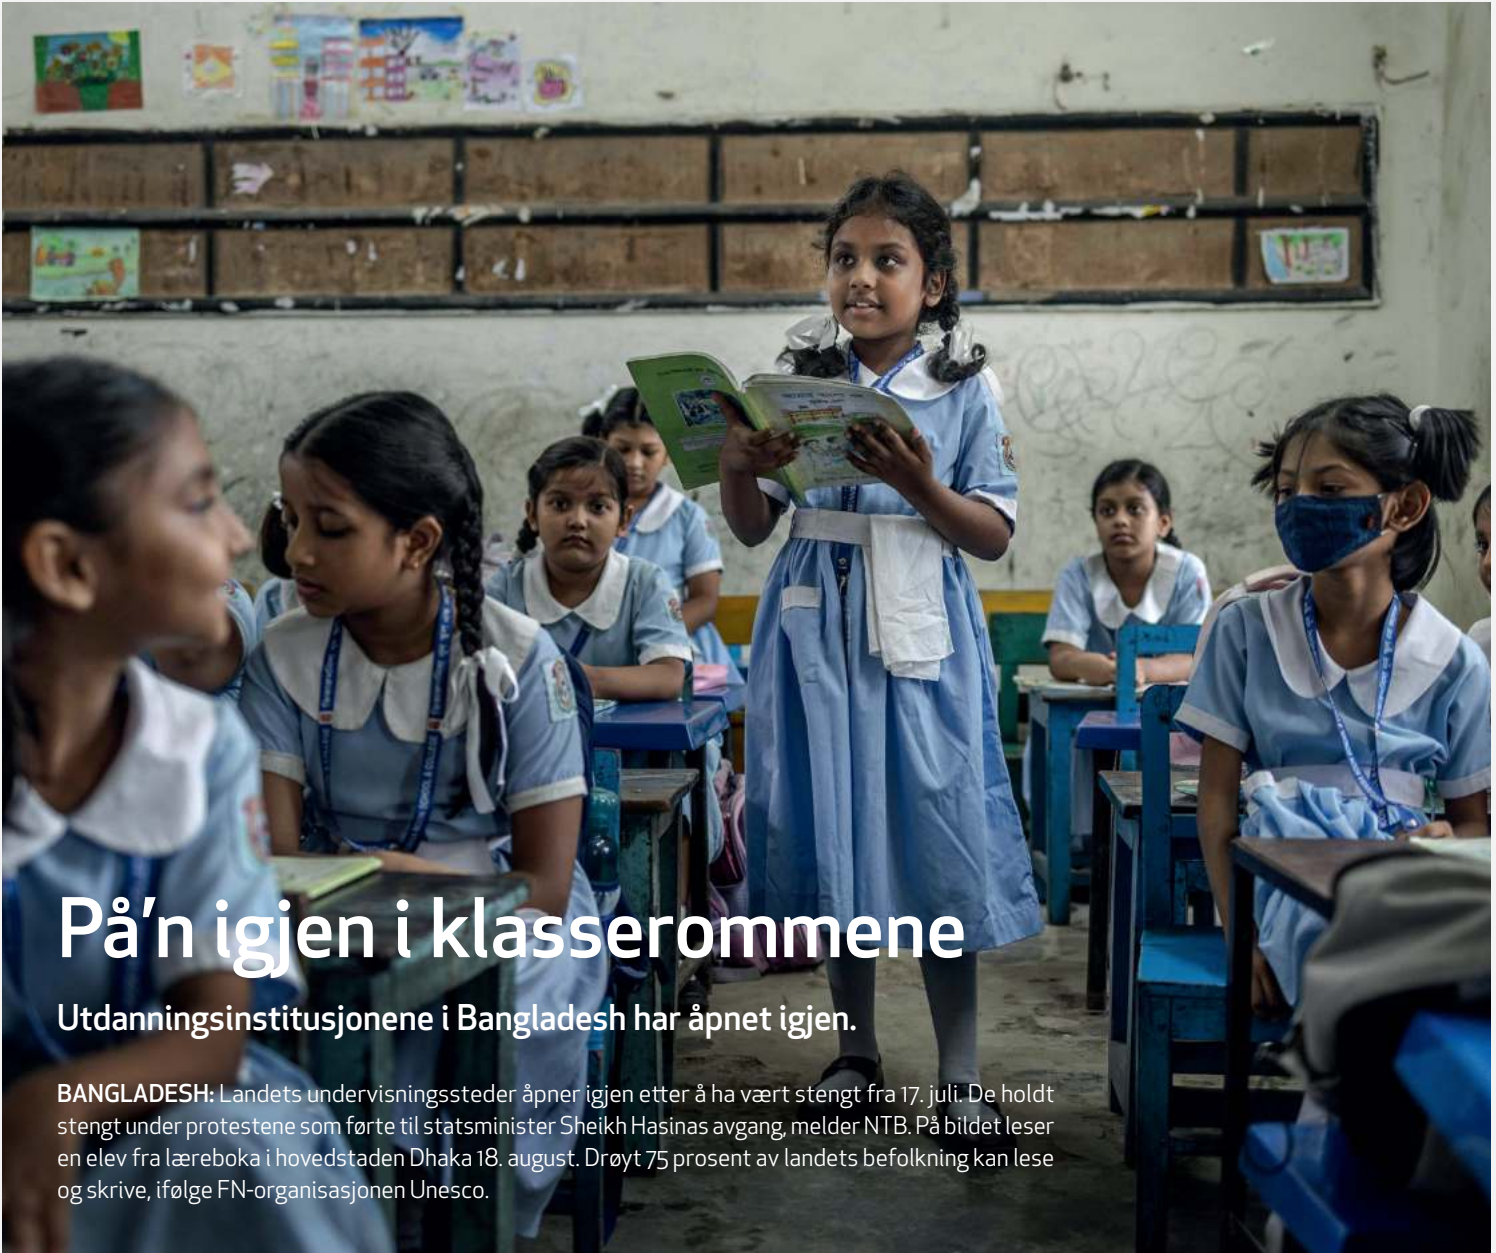 På'n igjen i klasserommene
Utdanningsinstitusjonene i Bangladesh har åpnet igjen.
BANGLADESH: Landets undervisningssteder åpner igjen etter å ha vært stengt fra 17. juli. De holdt
stengt under protestene som førte til statsminister Sheikh Hasinas avgang, melder NTB. På bildet leser
en elev fra læreboka i hovedstaden Dhaka 18. august. Drøyt 75 prosent av landets befolkning kan lese
og skrive, ifølge FN-organisasjonen Unesco.